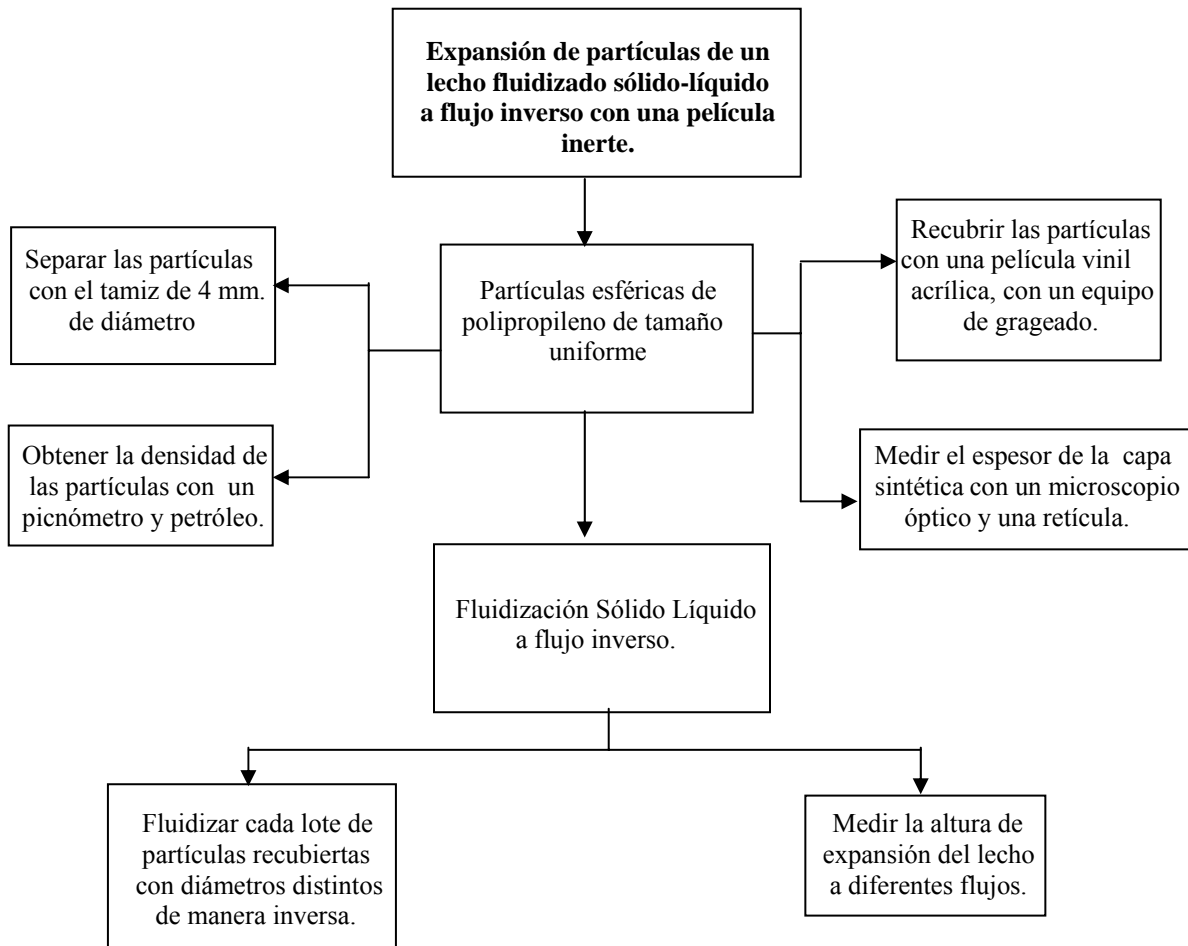 Expansión de partículas de un
lecho fluidizado sólido-líquido
a flujo inverso con una película
inerte.
Separar las partículas
con el tamiz de 4 mm.
de diámetro
Partículas esféricas de
polipropileno de tamaño
uniforme
Recubrir las partículas
con una película vinil
acrílica, con un equipo
de grageado.
Obtener la densidad de
las partículas con un
picnómetro y petróleo.
Medir el espesor de la capa
sintética con un microscopio
óptico y una retícula.
Fluidización Sólido Líquido
a flujo inverso.
Fluidizar cada lote de
partículas recubiertas
con diámetros distintos
de manera inversa.
Medir la altura de
expansión del lecho
a diferentes flujos.